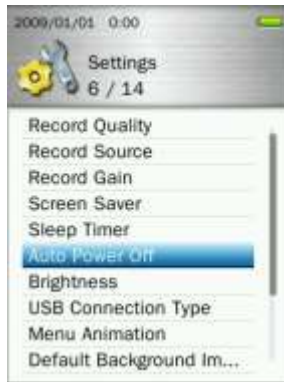 2009/01/01 0:00
Settings
6 / 14
Record Quality
Record Source
Record Gain
Screen Saver
Sleep Timer
Auto Power Off
Brightness
USB Connection Type
Menu Animation
Default Background Im...